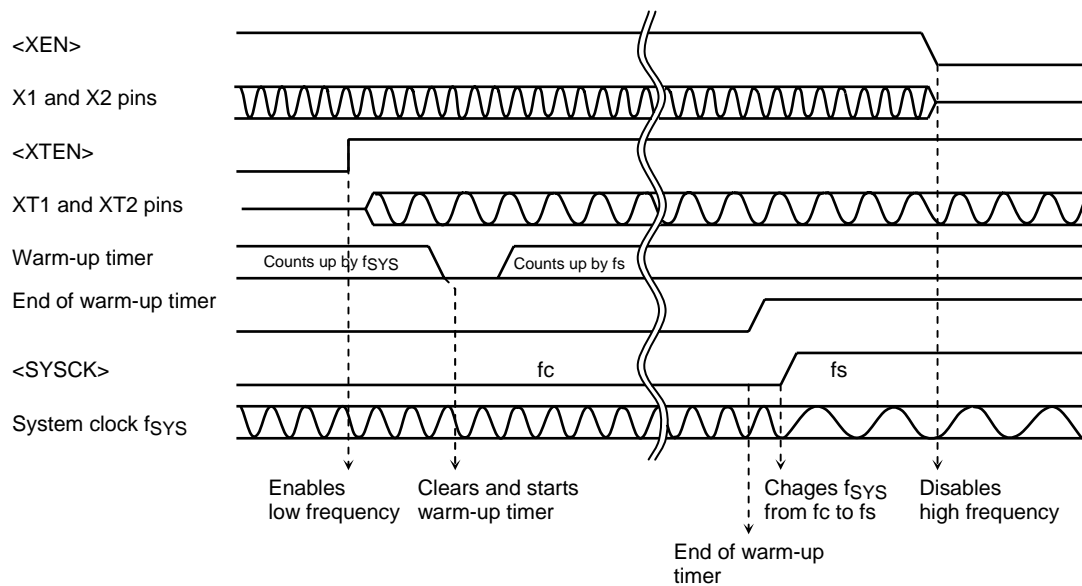 <XEN>
X1 and X2 pins
<XTEN>
XT1 and XT2 pins
Warm-up timer
Counts up by fSYS
Counts up by fs
End of warm-up timer
<SYSCK>
fc
fs
System clock fSYS
Enables
low frequency
Clears and starts
warm-up timer
Chages fSYS
from fc to fs
Disables
high frequency
End of warm-up
timer